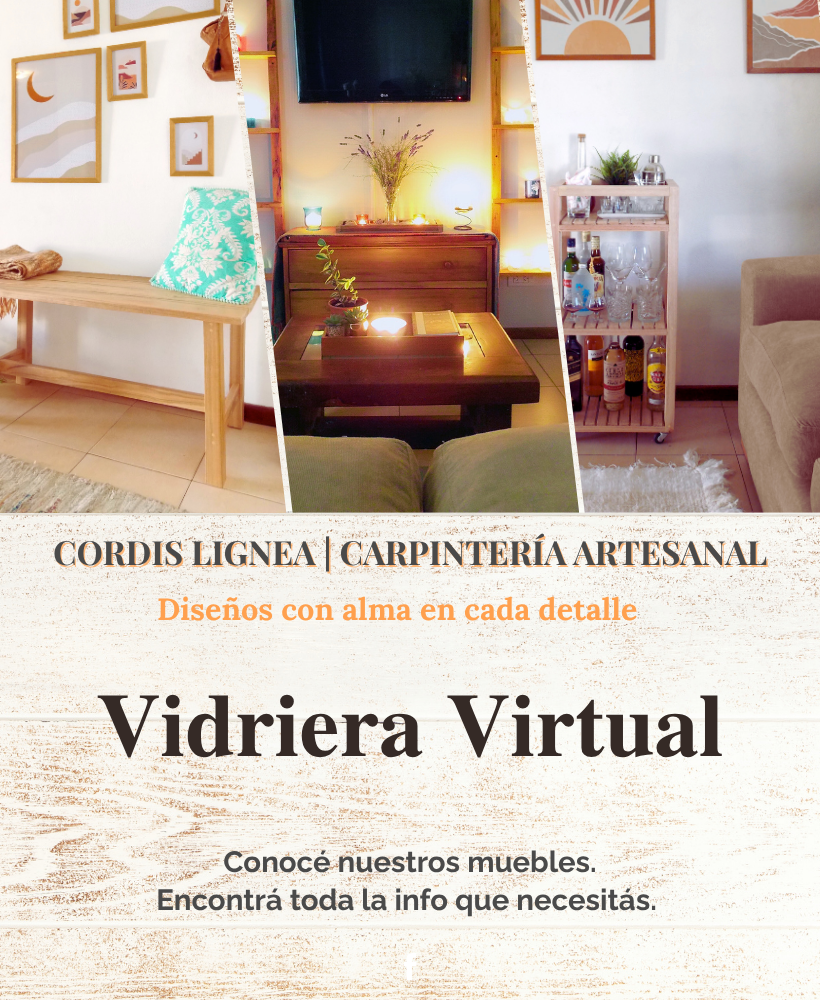 CORDIS LIGNEA | CARPINTERÍA ARTESANAL
Diseños con alma en cada detalle
Vidriera Virtual
Conocé nuestros muebles.
Encontrá toda la info que necesitás.